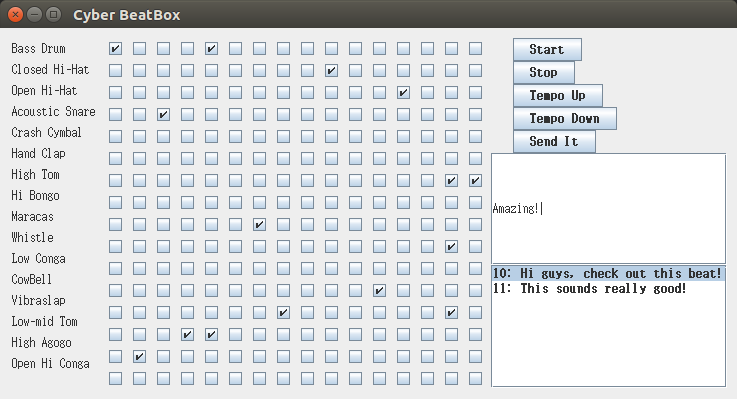 Cyber BeatBox
Bass Drum
Closed Hi-Hat
Open Hi-Hat
Acoustic Snare
Crash Cymbal
Hand Clap
High Tom
Hi Bongo
Maracas
Whistle
Low Conga
CowBell
Vibraslap
Low-mid Tom
High Agogo
Open Hi Conga
Start
Stop
Tempo Up
Tempo Down
Send It
Amazing!
10: Hi guys, check out this beat!
11: This sounds really good!